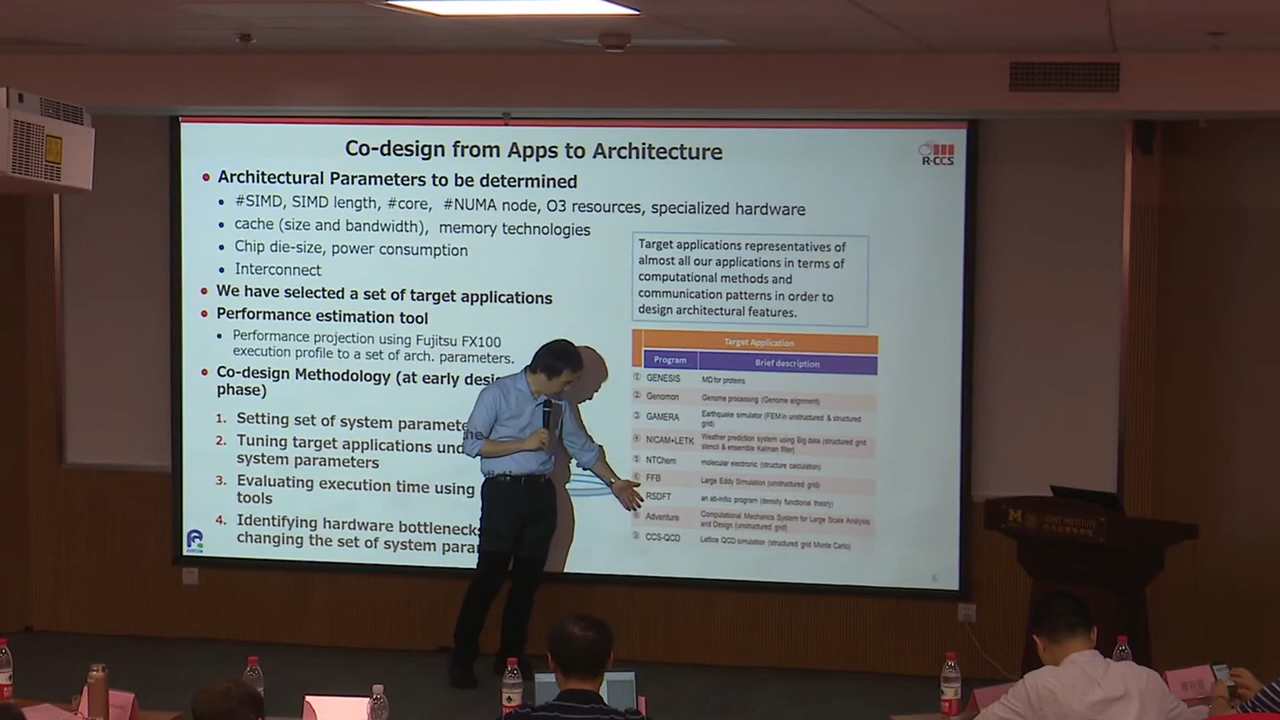 Co-design from Apps to Architecture
R-CCS
Architectural Parameters to be determined
#SIMD, SIMD length, #core, #NUMA node, O3 resources, specialized hardware
cache (size and bandwidth), memory technologies
Chip die-size, power consumption
Interconnect
We have selected a set of target applications
Performance estimation tool
Performance projection using Fujitsu FX100
execution profile to a set of arch. parameters.
Co-design Methodology (at early desi
phase)
1. Setting set of system paramete
2. Tuning target applications und
system parameters
3. Evaluating execution time using
tools
4. Identifying hardware bottleneck
changing the set of system para
Target applications representatives of
almost all our applications in terms of
computational methods and
communication patterns in order to
design architectural features.
Target Application
Program Brief description
① GENESIS MD for proteins
② Genomon Genome processing (Genome alignment)
③ GAMERA Earthquake simulator (FEM in unstructured & structured
grid)
④ NICAM+LETK Weather prediction system using Big data (structured grid
stencil & ensemble Kalman filter)
⑤ NTChem molecular electronic (structure calculation)
⑥ FFB Large Eddy Simulation (unstructured grid)
RSDFT an ab-initio program (density functional theory)
⑧ Adventure Computational Mechanics System for Large Scale Analysis
and Design (unstructured grid)
⑨ CCS-QCD Lattice QCD simulation (structured grid Monte Carlo)
6
M JOINT INSTITUTE